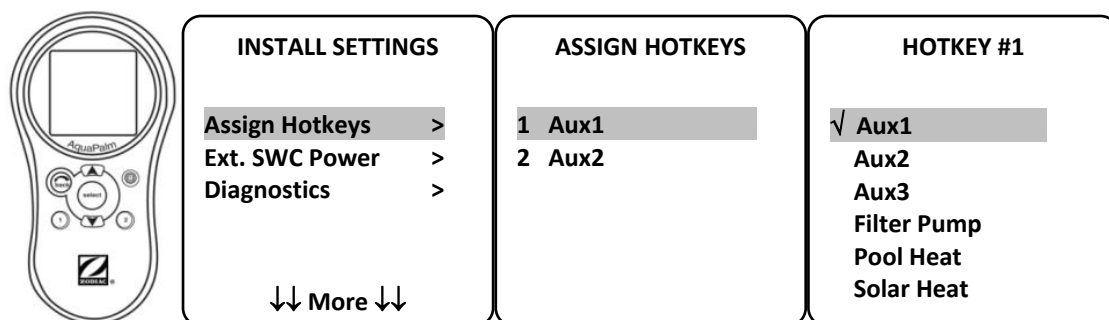 AquaPalm
back
select
1
2
ZODIAC
INSTALL SETTINGS
Assign Hotkeys >
Ext. SWC Power >
Diagnostics >
↓↓ More ↓↓
ASSIGN HOTKEYS
1 Aux1
2 Aux2
HOTKEY #1
√ Aux1
Aux2
Aux3
Filter Pump
Pool Heat
Solar Heat